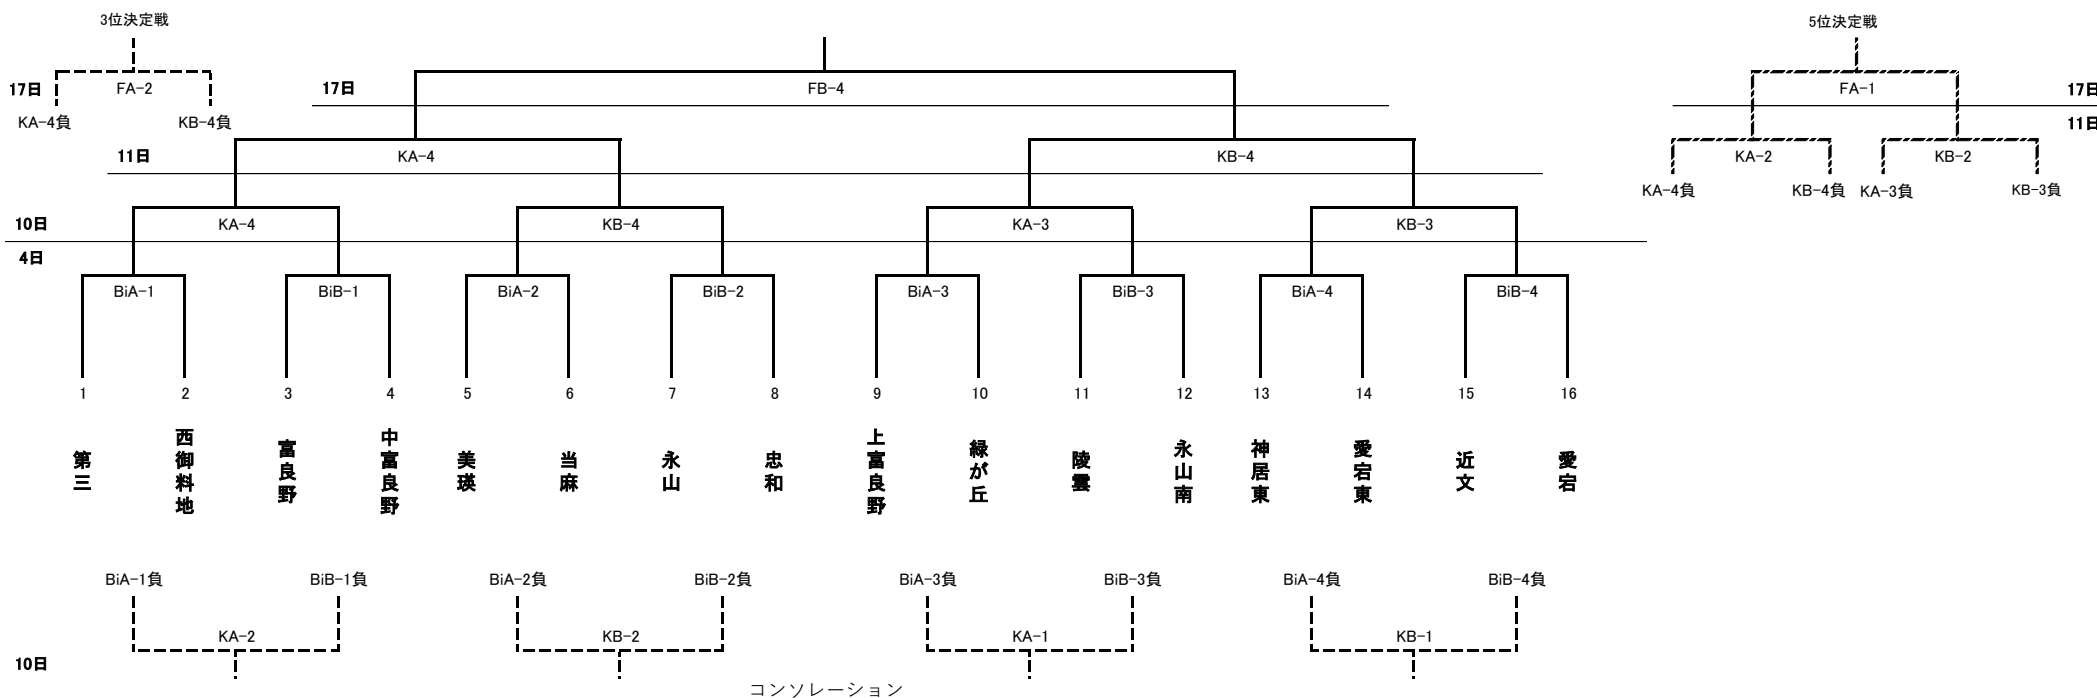 3位決定戦 5位決定戦
17日 FA-2 17日 FB-4 FA-1 17日
KA-4負 KB-4負 11日
11日 KA-4 KB-4 KA-2 KB-2
KA-4負 KB-4負 KA-3負 KB-3負
10日 KA-4 KB-4 KA-3 KB-3
4日
BiA-1 BiB-1 BiA-2 BiB-2 BiA-3 BiB-3 BiA-4 BiB-4
1 2 3 4 5 6 7 8 9 10 11 12 13 14 15 16
第三
西御料地
富良野
中富良野
美瑛
当麻
永山
忠和
上富良野
緑が丘
陵雲
永山南
神居東
愛宕東
近文
愛宕
BiA-1負 BiB-1負 BiA-2負 BiB-2負 BiA-3負 BiB-3負 BiA-4負 BiB-4負
KA-2 KB-2 KA-1 KB-1
10日
コンソレーション